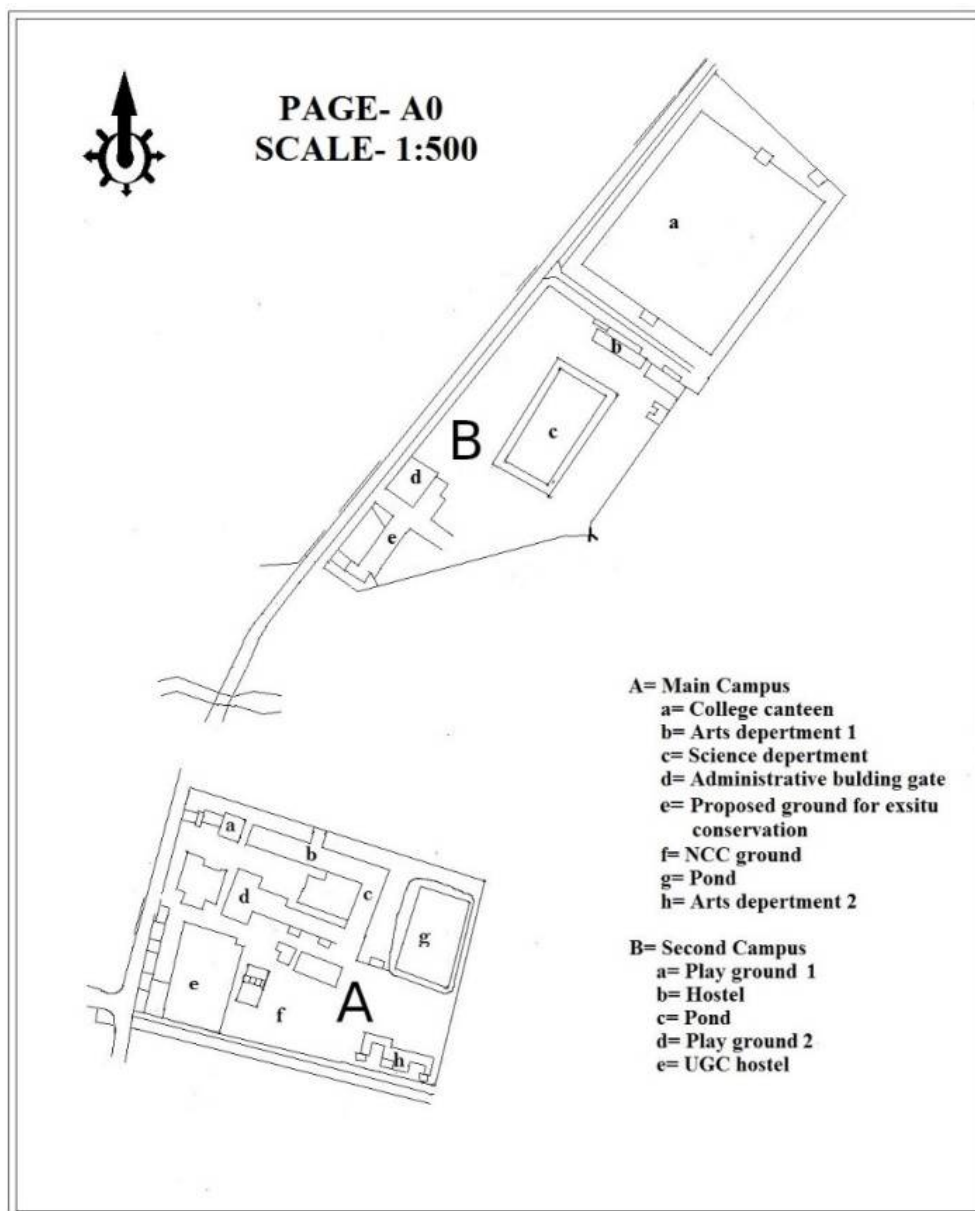 PAGE- A0
SCALE- 1:500
a
b
c
B
d
e
A= Main Campus
a= College canteen
b= Arts depertment 1
c= Science depertment
d= Administrative bulding gate
e= Proposed ground for exsitu
conservation
f= NCC ground
g= Pond
h= Arts depertment 2
B= Second Campus
a= Play ground 1
b= Hostel
c= Pond
d= Play ground 2
e= UGC hostel
a
b
c
d
g
e
f
A
h